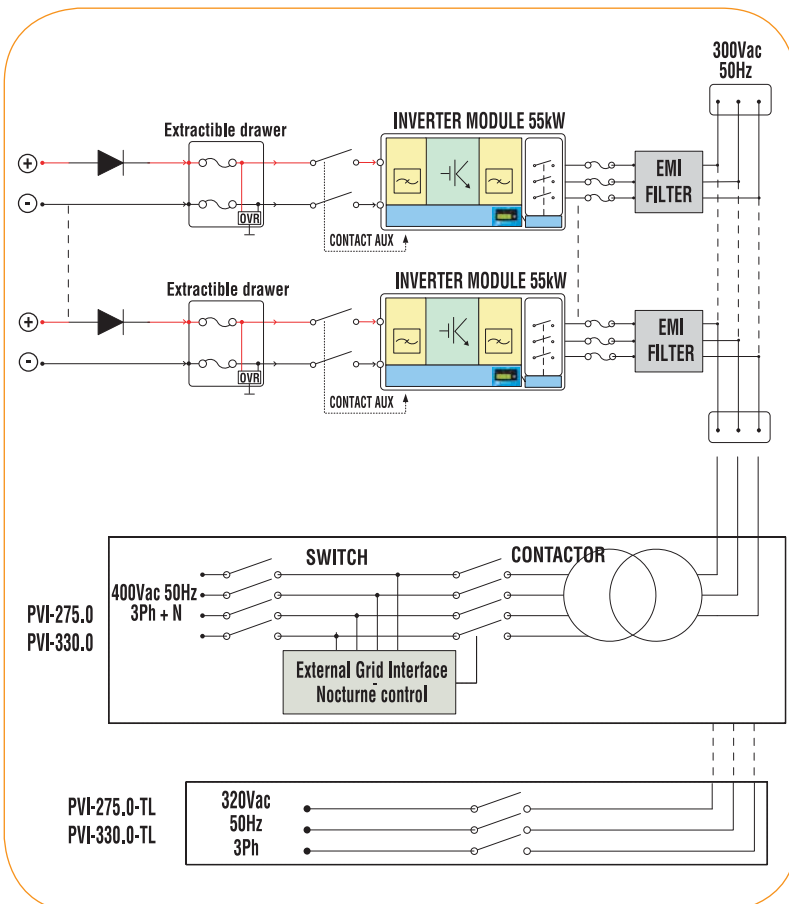 300Vac
50Hz
Extractible drawer
INVERTER MODULE 55kW
+
EMI
FILTER
-
OVR
CONTACT AUX
Extractible drawer
INVERTER MODULE 55kW
+
EMI
FILTER
-
OVR
CONTACT AUX
SWITCH
CONTACTOR
400Vac 50Hz
3Ph + N
PVI-275.0
PVI-330.0
External Grid Interface
-
Nocturne control
PVI-275.0-TL
PVI-330.0-TL
320Vac
50Hz
3Ph